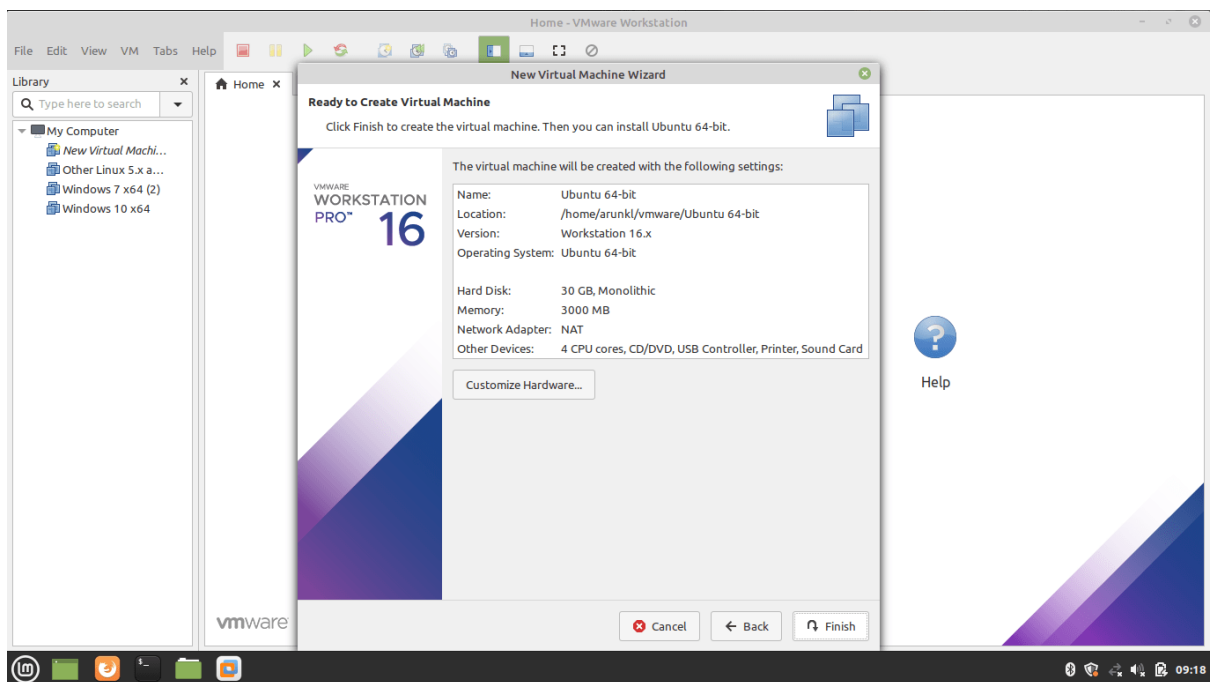 Home - VMware Workstation
File Edit View VM Tabs Help
Library
Type here to search
My Computer
New Virtual Machi...
Other Linux 5.x a...
Windows 7 x64 (2)
Windows 10 x64
Home
New Virtual Machine Wizard
Ready to Create Virtual Machine
Click Finish to create the virtual machine. Then you can install Ubuntu 64-bit.
VMWARE
WORKSTATION
PRO™ 16
The virtual machine will be created with the following settings:
Name: Ubuntu 64-bit
Location: /home/arunkl/vmware/Ubuntu 64-bit
Version: Workstation 16.x
Operating System: Ubuntu 64-bit
Hard Disk: 30 GB, Monolithic
Memory: 3000 MB
Network Adapter: NAT
Other Devices: 4 CPU cores, CD/DVD, USB Controller, Printer, Sound Card
Customize Hardware...
Help
vmware
Cancel Back Finish
09:18